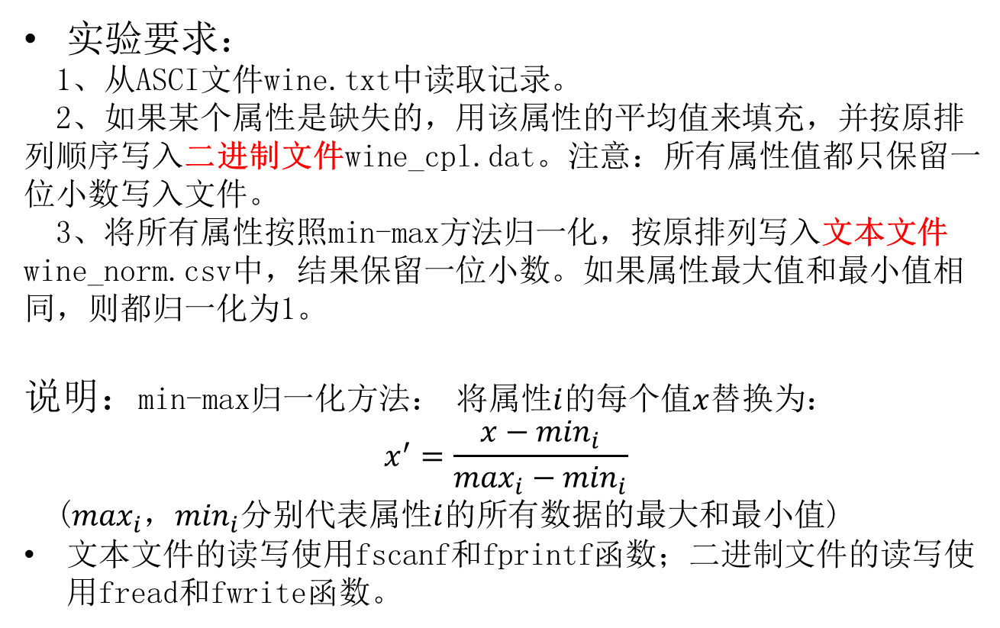 • 实验要求：
1、从ASCI文件wine.txt中读取记录。
2、如果某个属性是缺失的，用该属性的平均值来填充，并按原排
列顺序写入二进制文件wine_cpl.dat。注意：所有属性值都只保留一
位小数写入文件。
3、将所有属性按照min-max方法归一化，按原排列写入文本文件
wine_norm.csv中，结果保留一位小数。如果属性最大值和最小值相
同，则都归一化为1。
说明：min-max归一化方法： 将属性i的每个值x替换为：
x′ = (x − min_i) / (max_i − min_i)
(max_i，min_i分别代表属性i的所有数据的最大和最小值)
• 文本文件的读写使用fscanf和fprintf函数；二进制文件的读写使
用fread和fwrite函数。